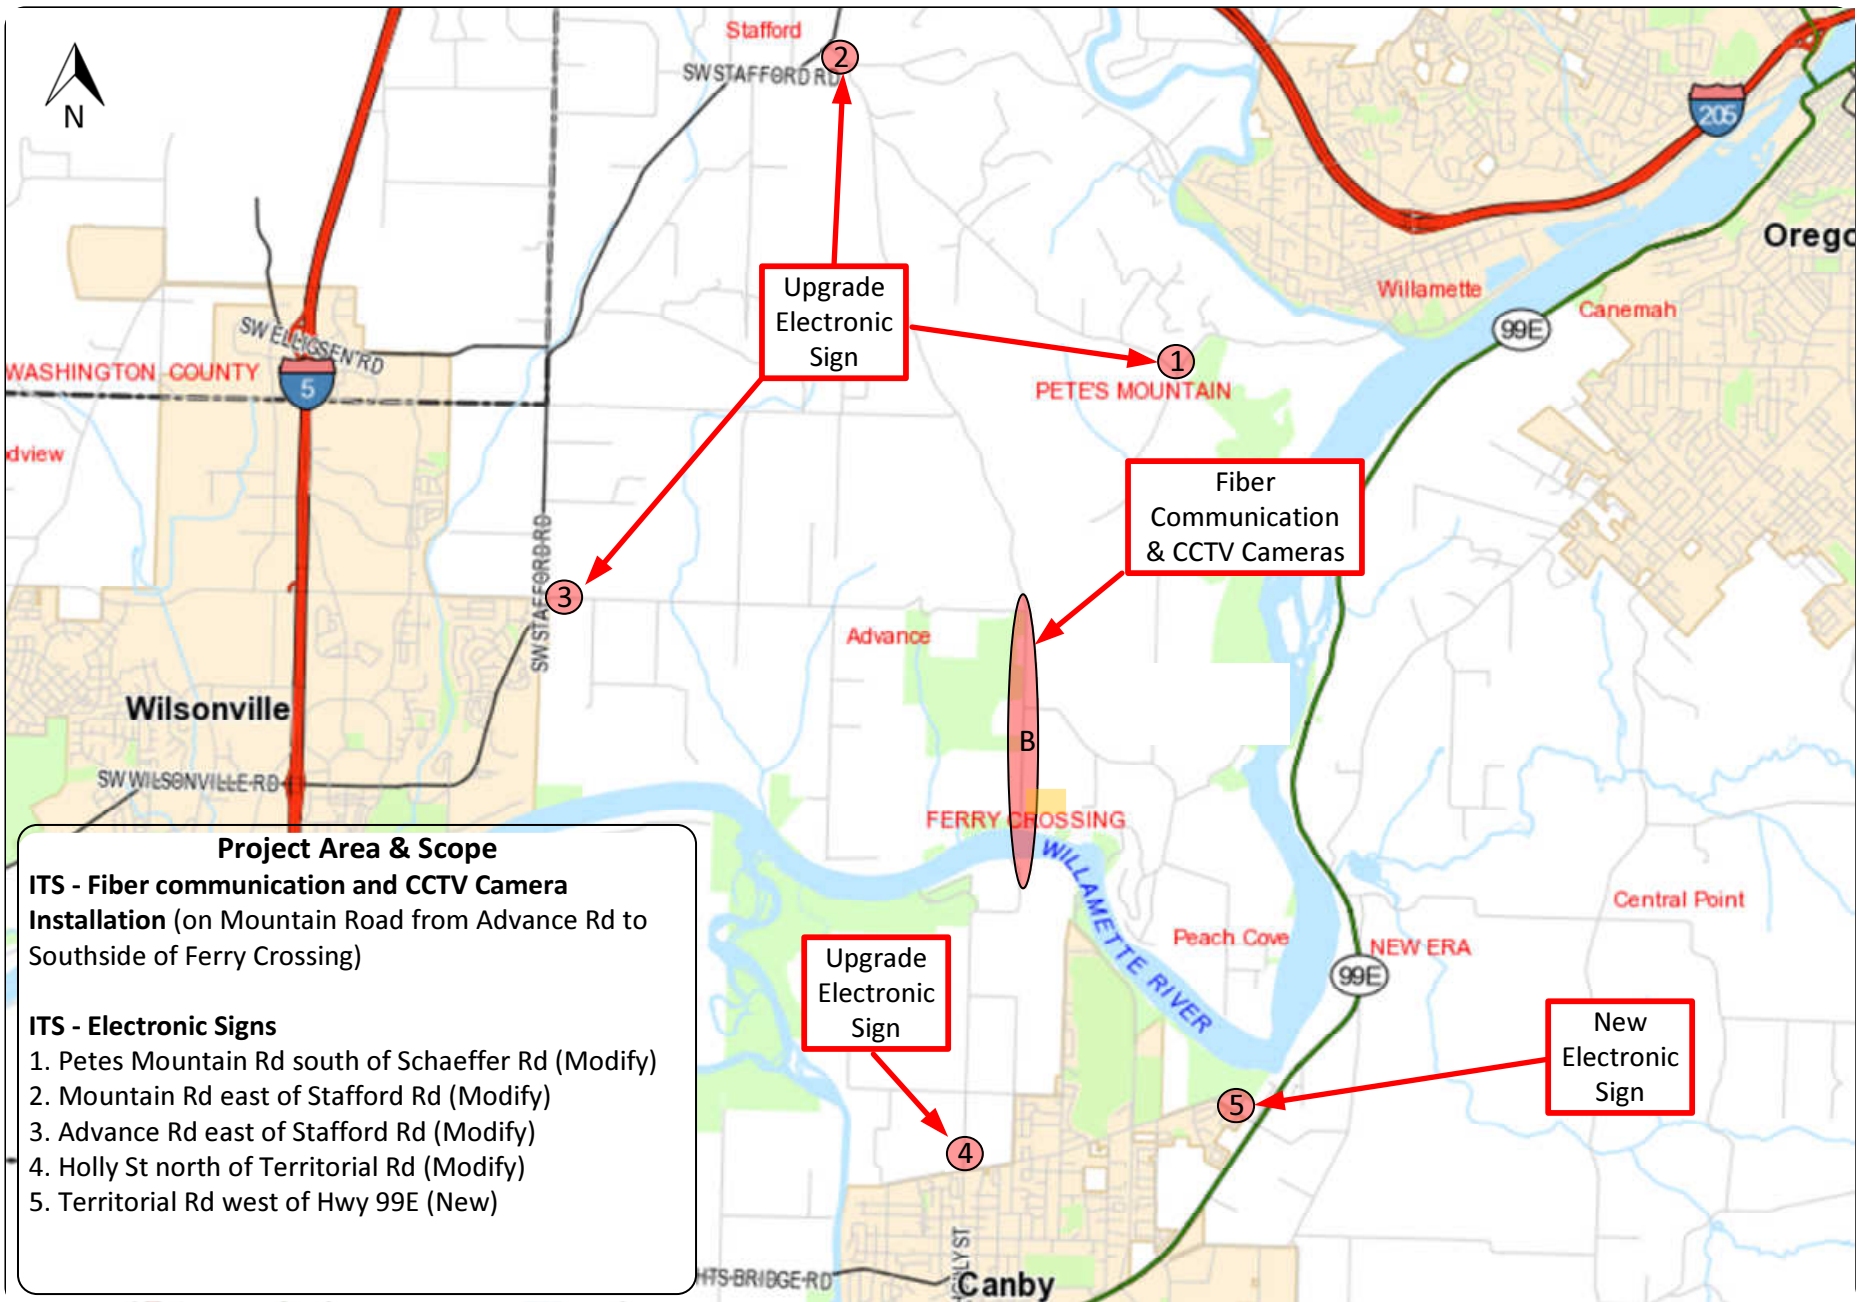 Stafford
2
SW STAFFORD RD
N
205
Orego
Upgrade
Electronic
Sign
Willamette
Canemah
99E
SW ELLIGSEN RD
WASHINGTON COUNTY
5
1
PETE'S MOUNTAIN
dview
Fiber
Communication
& CCTV Cameras
SW STAFFORD RD
3
Advance
Wilsonville
B
SW WILSONVILLE RD
FERRY CROSSING
WILLAMETTE RIVER
Project Area & Scope
ITS - Fiber communication and CCTV Camera
Installation (on Mountain Road from Advance Rd to
Southside of Ferry Crossing)
ITS - Electronic Signs
1. Petes Mountain Rd south of Schaeffer Rd (Modify)
2. Mountain Rd east of Stafford Rd (Modify)
3. Advance Rd east of Stafford Rd (Modify)
4. Holly St north of Territorial Rd (Modify)
5. Territorial Rd west of Hwy 99E (New)
Central Point
Peach Cove
NEW ERA
99E
Upgrade
Electronic
Sign
New
Electronic
Sign
5
4
HTS BRIDGE RD
LY ST
Canby